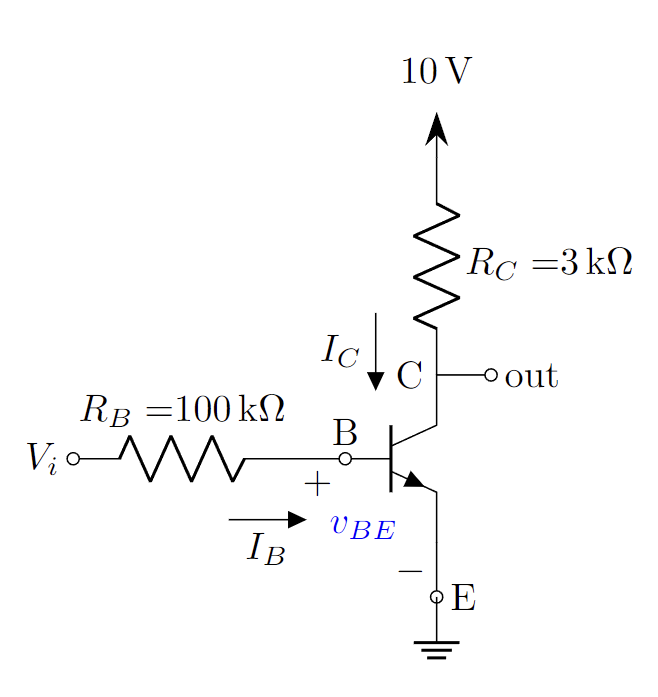 10 V
R_C =3 kΩ
I_C
C
out
R_B =100 kΩ
B
V_i
+
v_BE
I_B
−
E